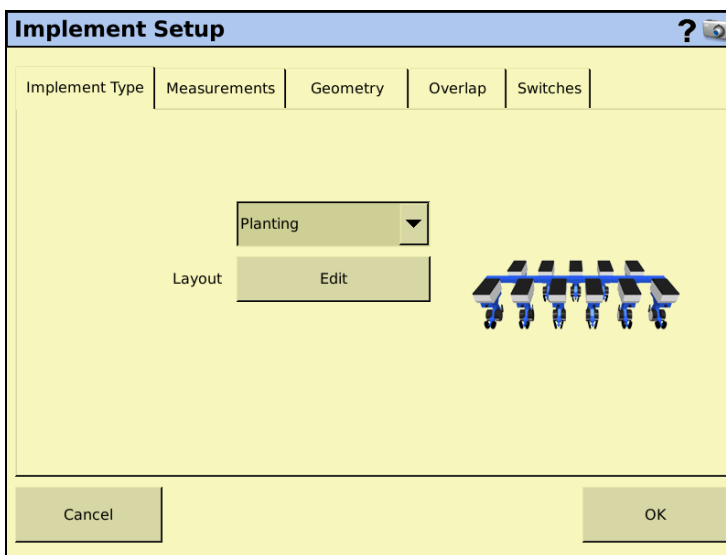 Implement Setup ?
Implement Type Measurements Geometry Overlap Switches
Planting
Layout Edit
Cancel OK